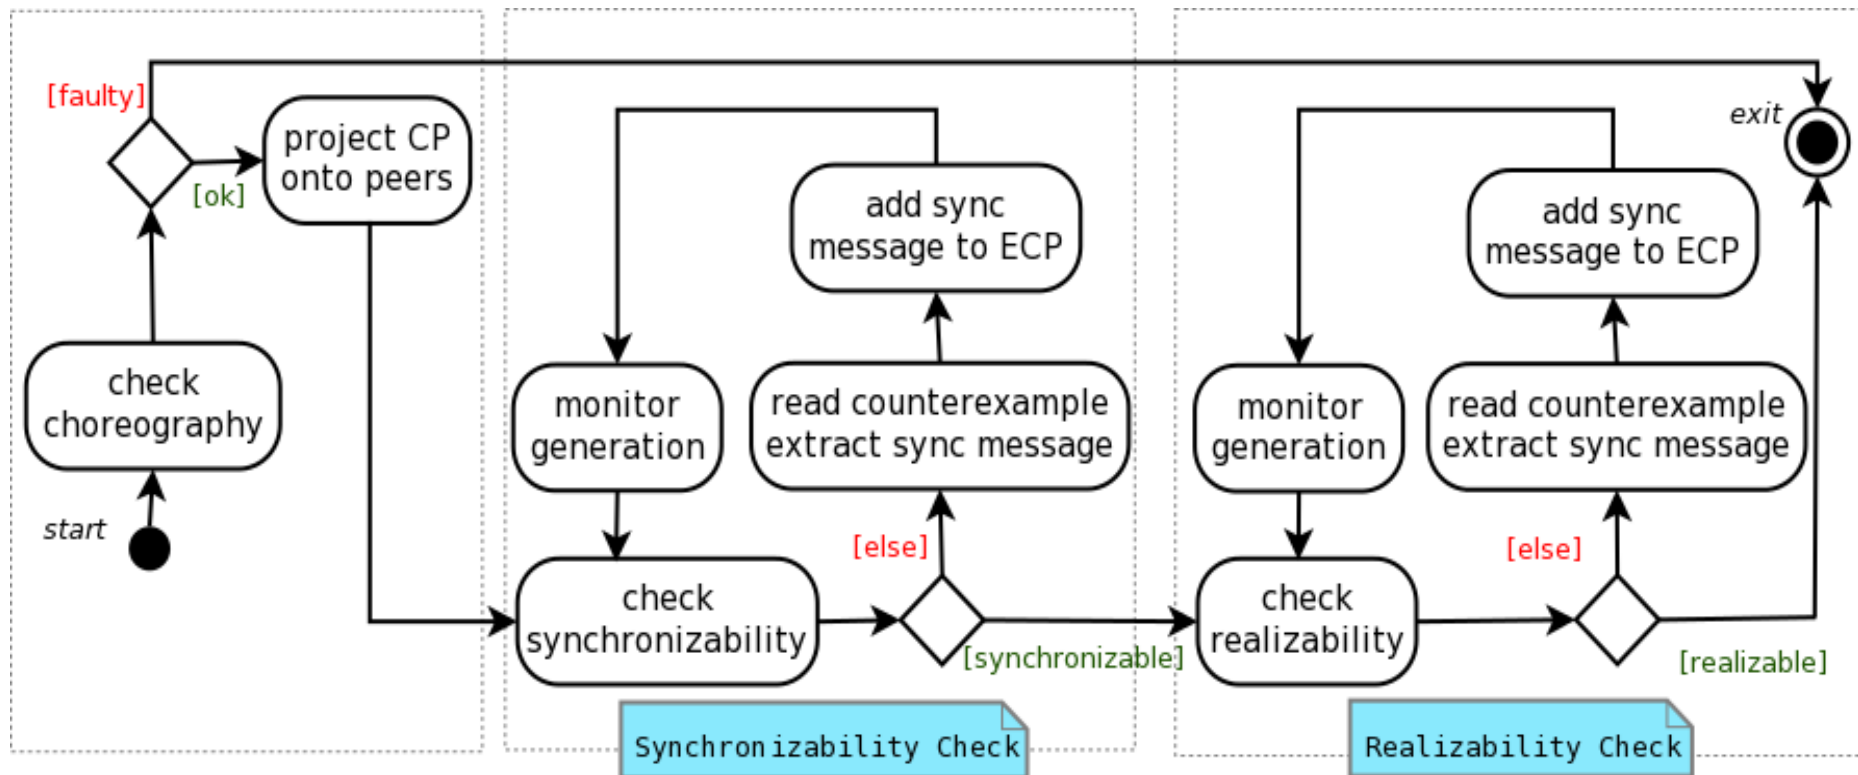 [faulty]
project CP
onto peers
[ok]
check
choreography
start
add sync
message to ECP
monitor
generation
read counterexample
extract sync message
[else]
check
synchronizability
[synchronizable]
Synchronizability Check
exit
add sync
message to ECP
monitor
generation
read counterexample
extract sync message
[else]
check
realizability
[realizable]
Realizability Check